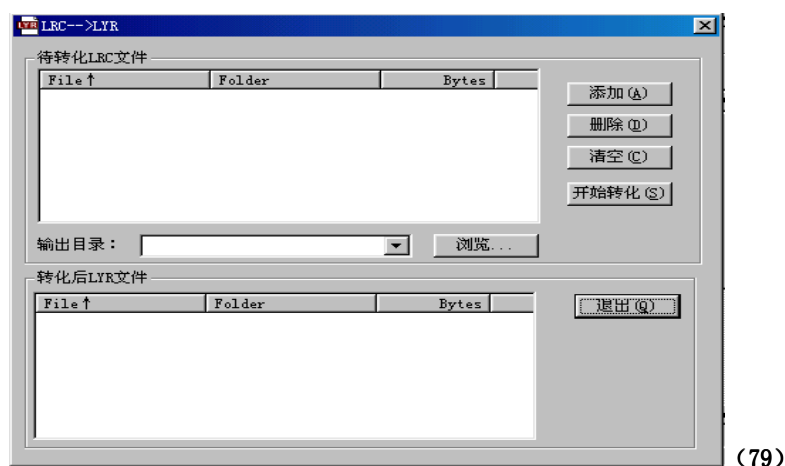 LRC-->LYR
待转化LRC文件
File↑ Folder Bytes
添加(A)
删除(D)
清空(C)
开始转化(S)
输出目录： 浏览...
转化后LYR文件
File↑ Folder Bytes
退出(Q)
（79）